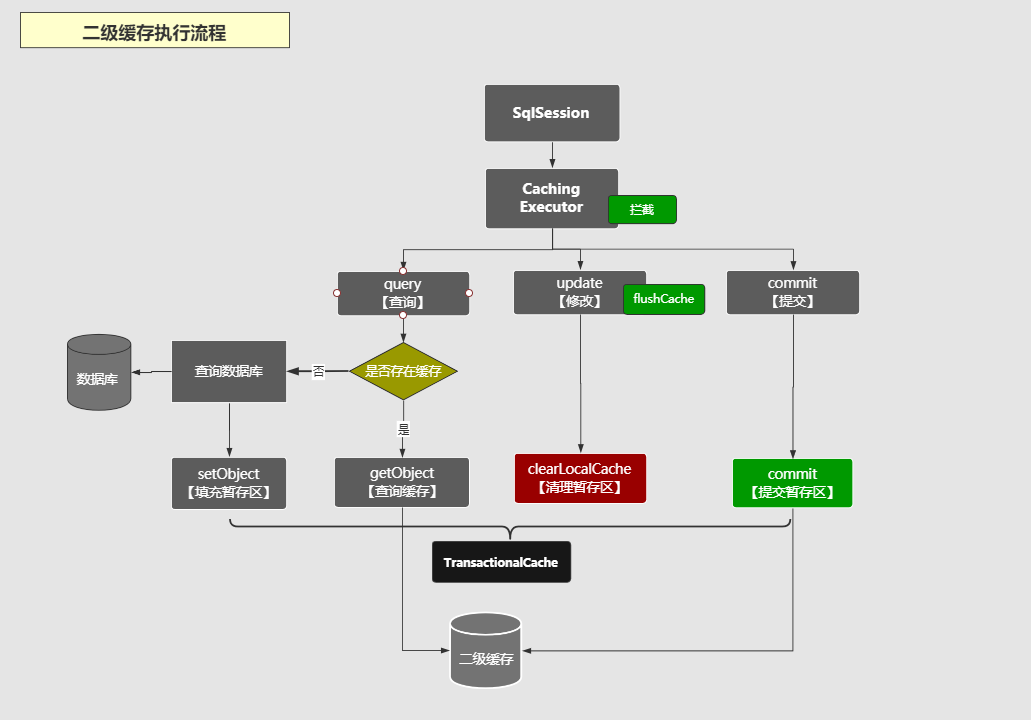 二级缓存执行流程
SqlSession
Caching
Executor
拦截
query
【查询】
update
【修改】
flushCache
commit
【提交】
数据库
查询数据库
否
是否存在缓存
是
setObject
【填充暂存区】
getObject
【查询缓存】
clearLocalCache
【清理暂存区】
commit
【提交暂存区】
TransactionalCache
二级缓存